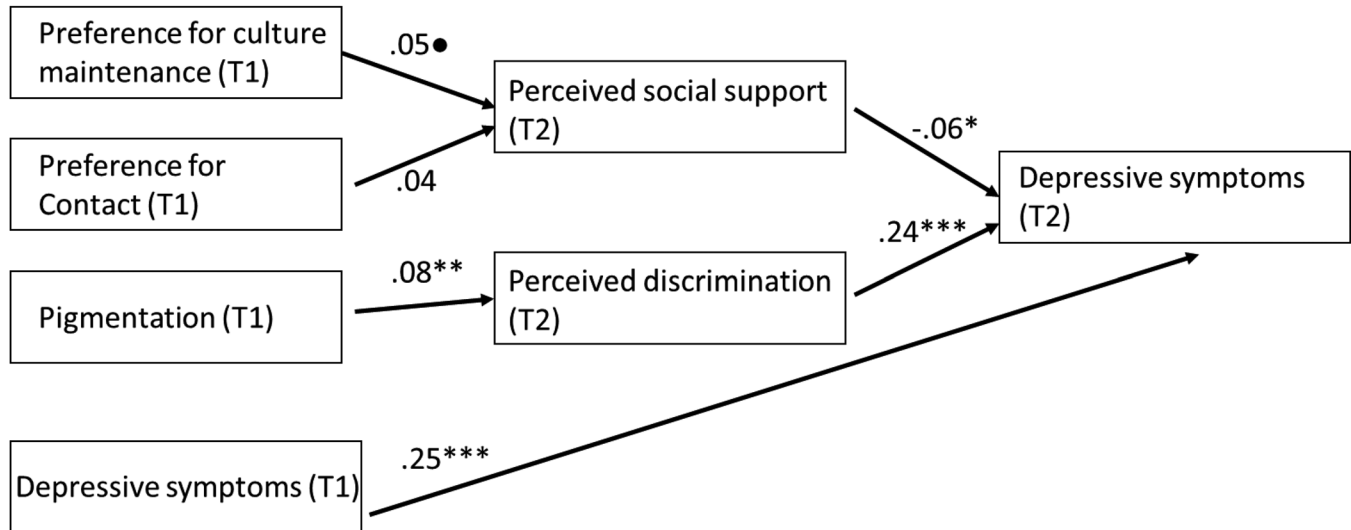 Preference for culture
maintenance (T1)
.05●
Perceived social support
(T2)
-.06*
Preference for
Contact (T1)
.04
Depressive symptoms
(T2)
.24***
Pigmentation (T1)
.08**
Perceived discrimination
(T2)
Depressive symptoms (T1)
.25***